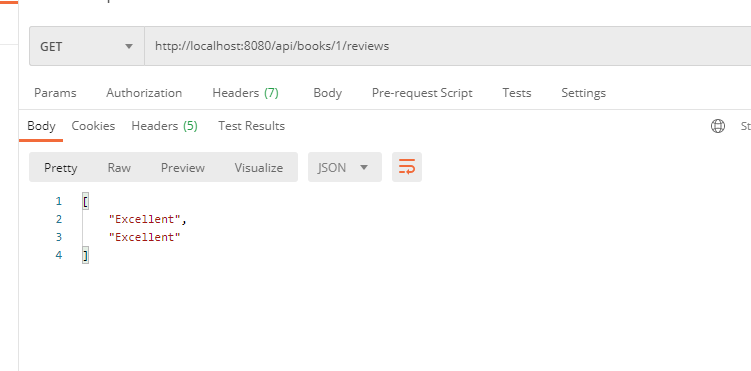 GET http://localhost:8080/api/books/1/reviews
Params Authorization Headers (7) Body Pre-request Script Tests Settings
Body Cookies Headers (5) Test Results St
Pretty Raw Preview Visualize JSON
1 [
2 "Excellent",
3 "Excellent"
4 ]